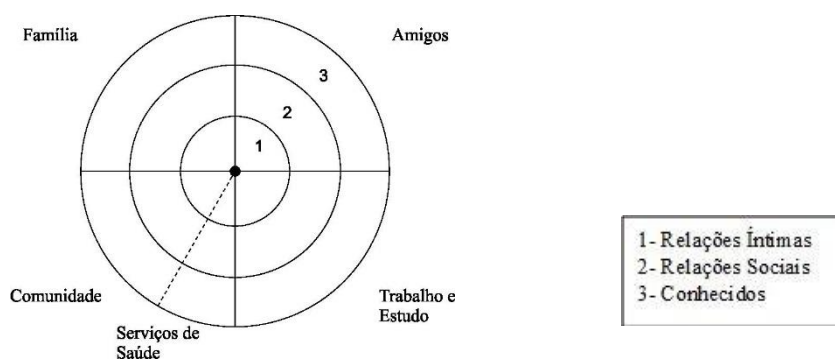 Família
Amigos
3
2
1
Comunidade
Serviços de
Saúde
Trabalho e
Estudo
1- Relações Íntimas
2- Relações Sociais
3- Conhecidos